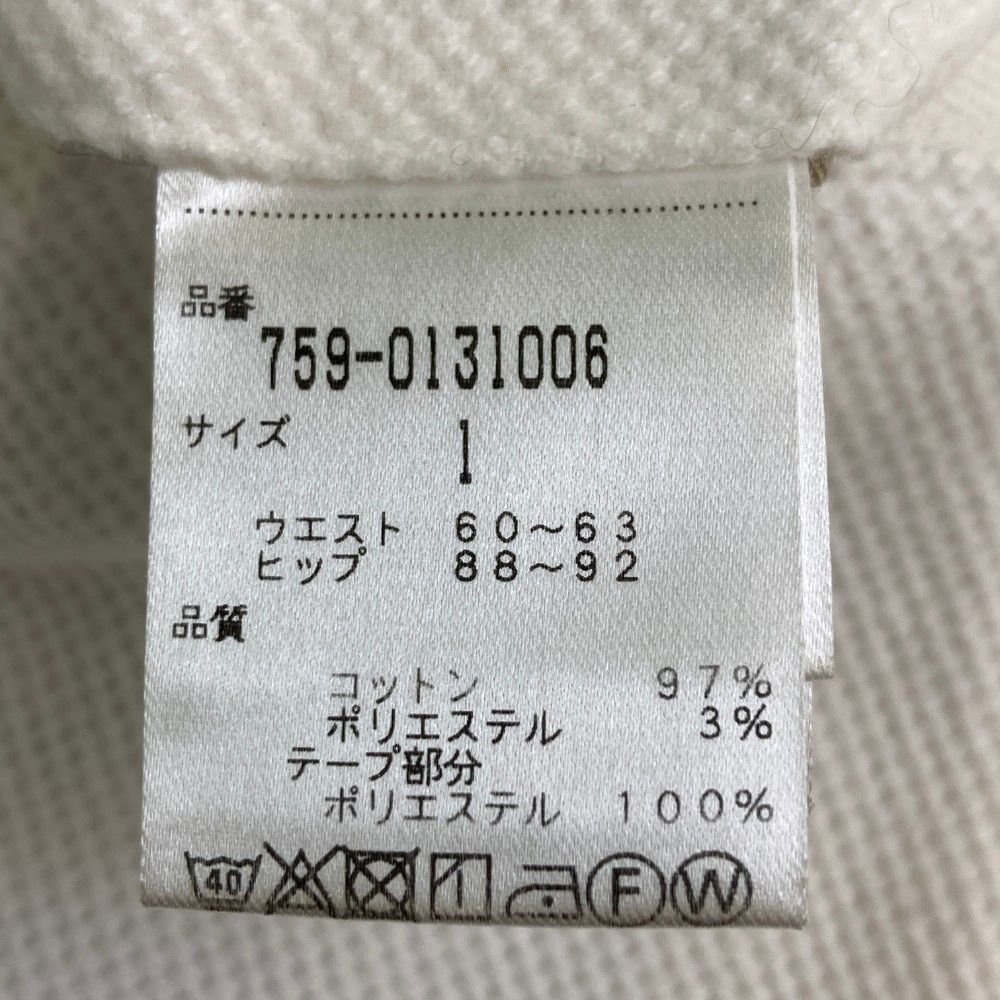 品番
759-0131006
サイズ
1
ウエスト 60～63
ヒップ 88～92
品質
コットン 97%
ポリエステル 3%
テープ部分
ポリエステル 100%
40 F W